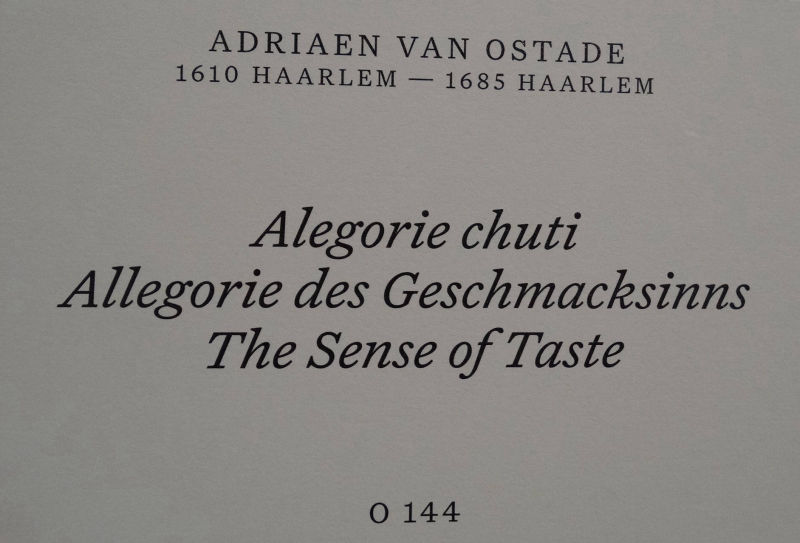 ADRIAEN VAN OSTADE
1610 HAARLEM — 1685 HAARLEM
Alegorie chuti
Allegorie des Geschmacksinns
The Sense of Taste
O 144